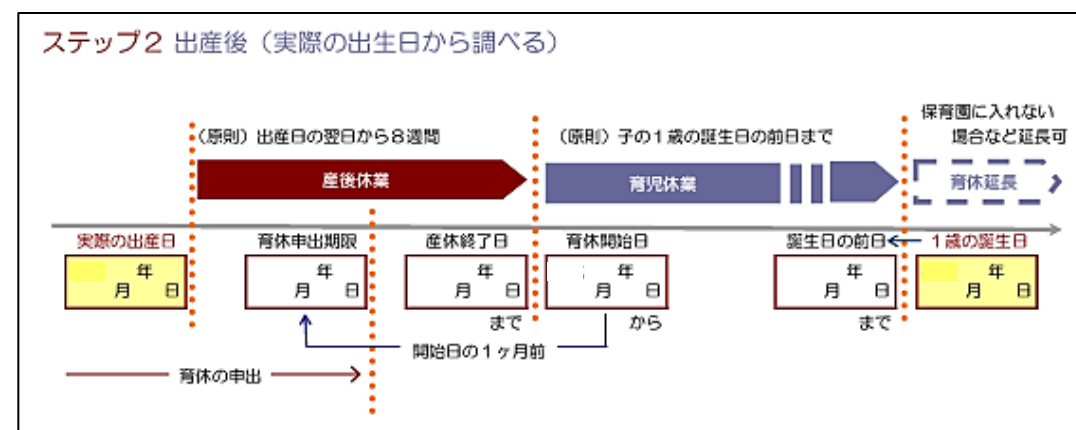 ステップ2 出産後（実際の出生日から調べる）
保育園に入れない
場合など延長可
（原則）出産日の翌日から8週間
（原則）子の1歳の誕生日の前日まで
産後休業
育児休業
育休延長
実際の出産日
育休申出期限
産休終了日
育休開始日
誕生日の前日
1歳の誕生日
年
月 日
年
月 日
年
月 日
年
月 日
年
月 日
年
月 日
まで
から
まで
開始日の1ヶ月前
育休の申出